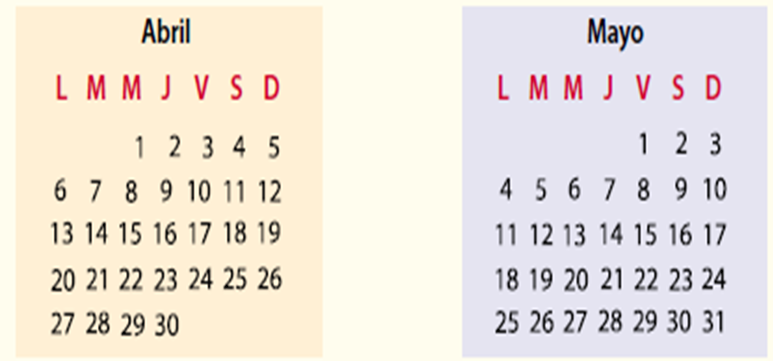 Abril
L M M J V S D
1 2 3 4 5
6 7 8 9 10 11 12
13 14 15 16 17 18 19
20 21 22 23 24 25 26
27 28 29 30
Mayo
L M M J V S D
1 2 3
4 5 6 7 8 9 10
11 12 13 14 15 16 17
18 19 20 21 22 23 24
25 26 27 28 29 30 31